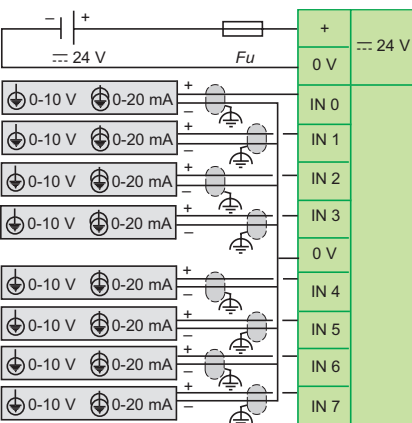 − +
+
⎓ 24 V
Fu
⎓ 24 V
0 V
0-10 V 0-20 mA + −
IN 0
0-10 V 0-20 mA + −
IN 1
0-10 V 0-20 mA + −
IN 2
0-10 V 0-20 mA + −
IN 3
0 V
0-10 V 0-20 mA + −
IN 4
0-10 V 0-20 mA + −
IN 5
0-10 V 0-20 mA + −
IN 6
0-10 V 0-20 mA + −
IN 7